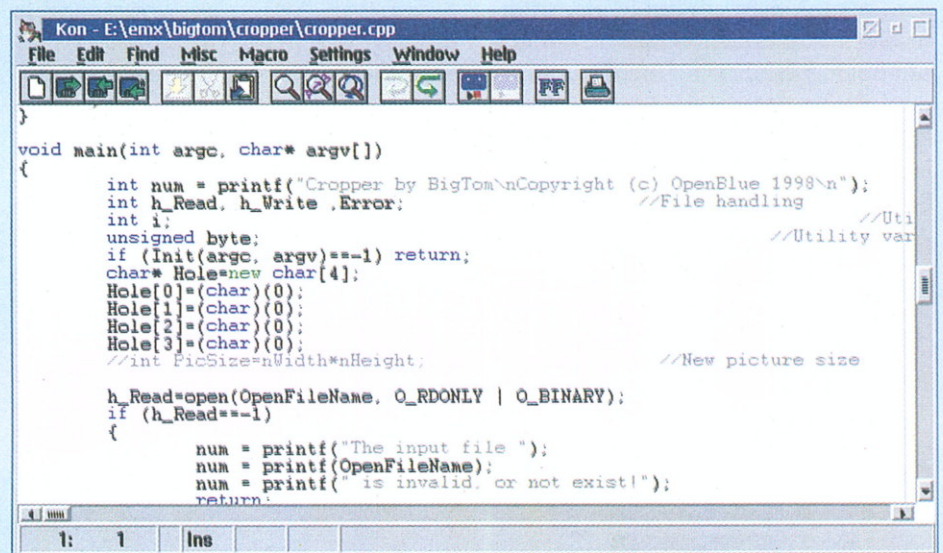 Kon - E:\emx\bigtom\cropper\cropper.cpp
File Edit Find Misc Macro Settings Window Help
FF
}
void main(int argc, char* argv[])
{
int num = printf("Cropper by BigTom\nCopyright (c) OpenBlue 1998\n");
int h_Read, h_Write ,Error; //File handling
int i; //Uti
unsigned byte; //Utility var
if (Init(argc, argv)==-1) return;
char* Hole=new char[4];
Hole[0]=(char)(0);
Hole[1]=(char)(0);
Hole[2]=(char)(0);
Hole[3]=(char)(0);
//int PicSize=nWidth*nHeight; //New picture size
h_Read=open(OpenFileName, O_RDONLY | O_BINARY);
if (h_Read==-1)
{
num = printf("The input file ");
num = printf(OpenFileName);
num = printf(" is invalid, or not exist!");
return;
1: 1 Ins